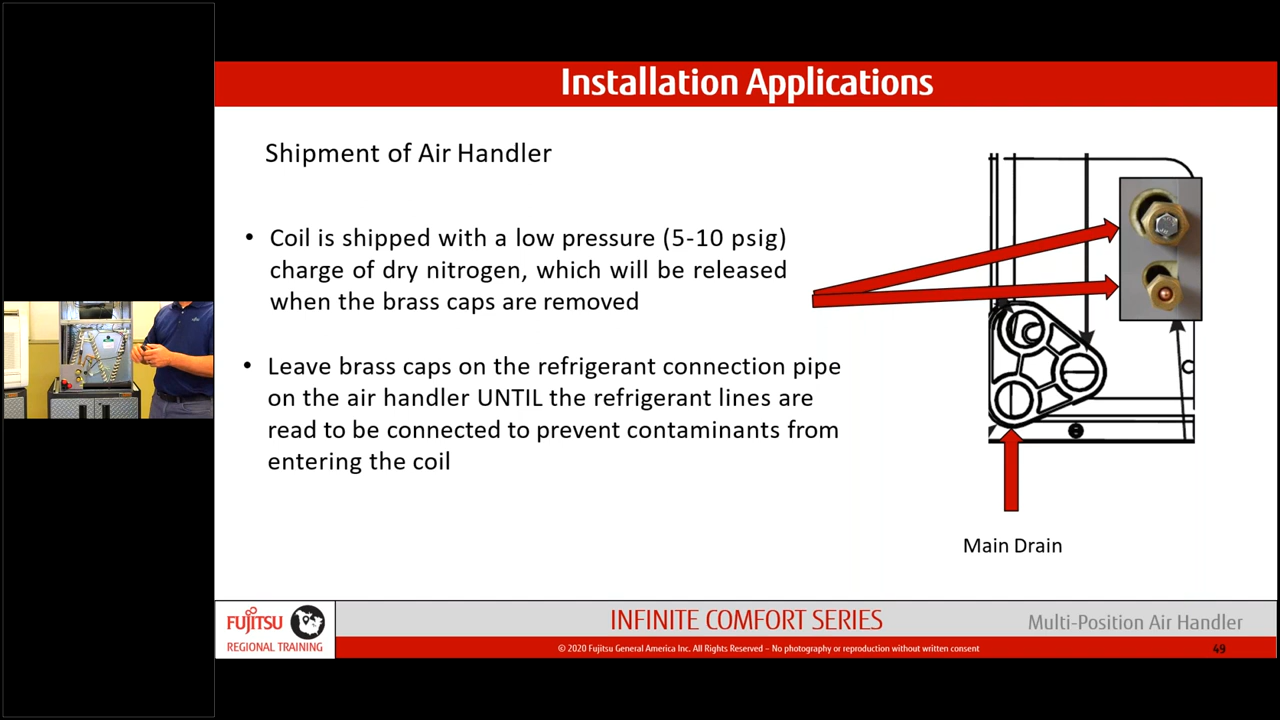 Installation Applications
Shipment of Air Handler
• Coil is shipped with a low pressure (5-10 psig)
charge of dry nitrogen, which will be released
when the brass caps are removed
• Leave brass caps on the refrigerant connection pipe
on the air handler UNTIL the refrigerant lines are
read to be connected to prevent contaminants from
entering the coil
Main Drain
FUJITSU
REGIONAL TRAINING
INFINITE COMFORT SERIES
Multi-Position Air Handler
© 2020 Fujitsu General America Inc. All Rights Reserved – No photography or reproduction without written consent
49